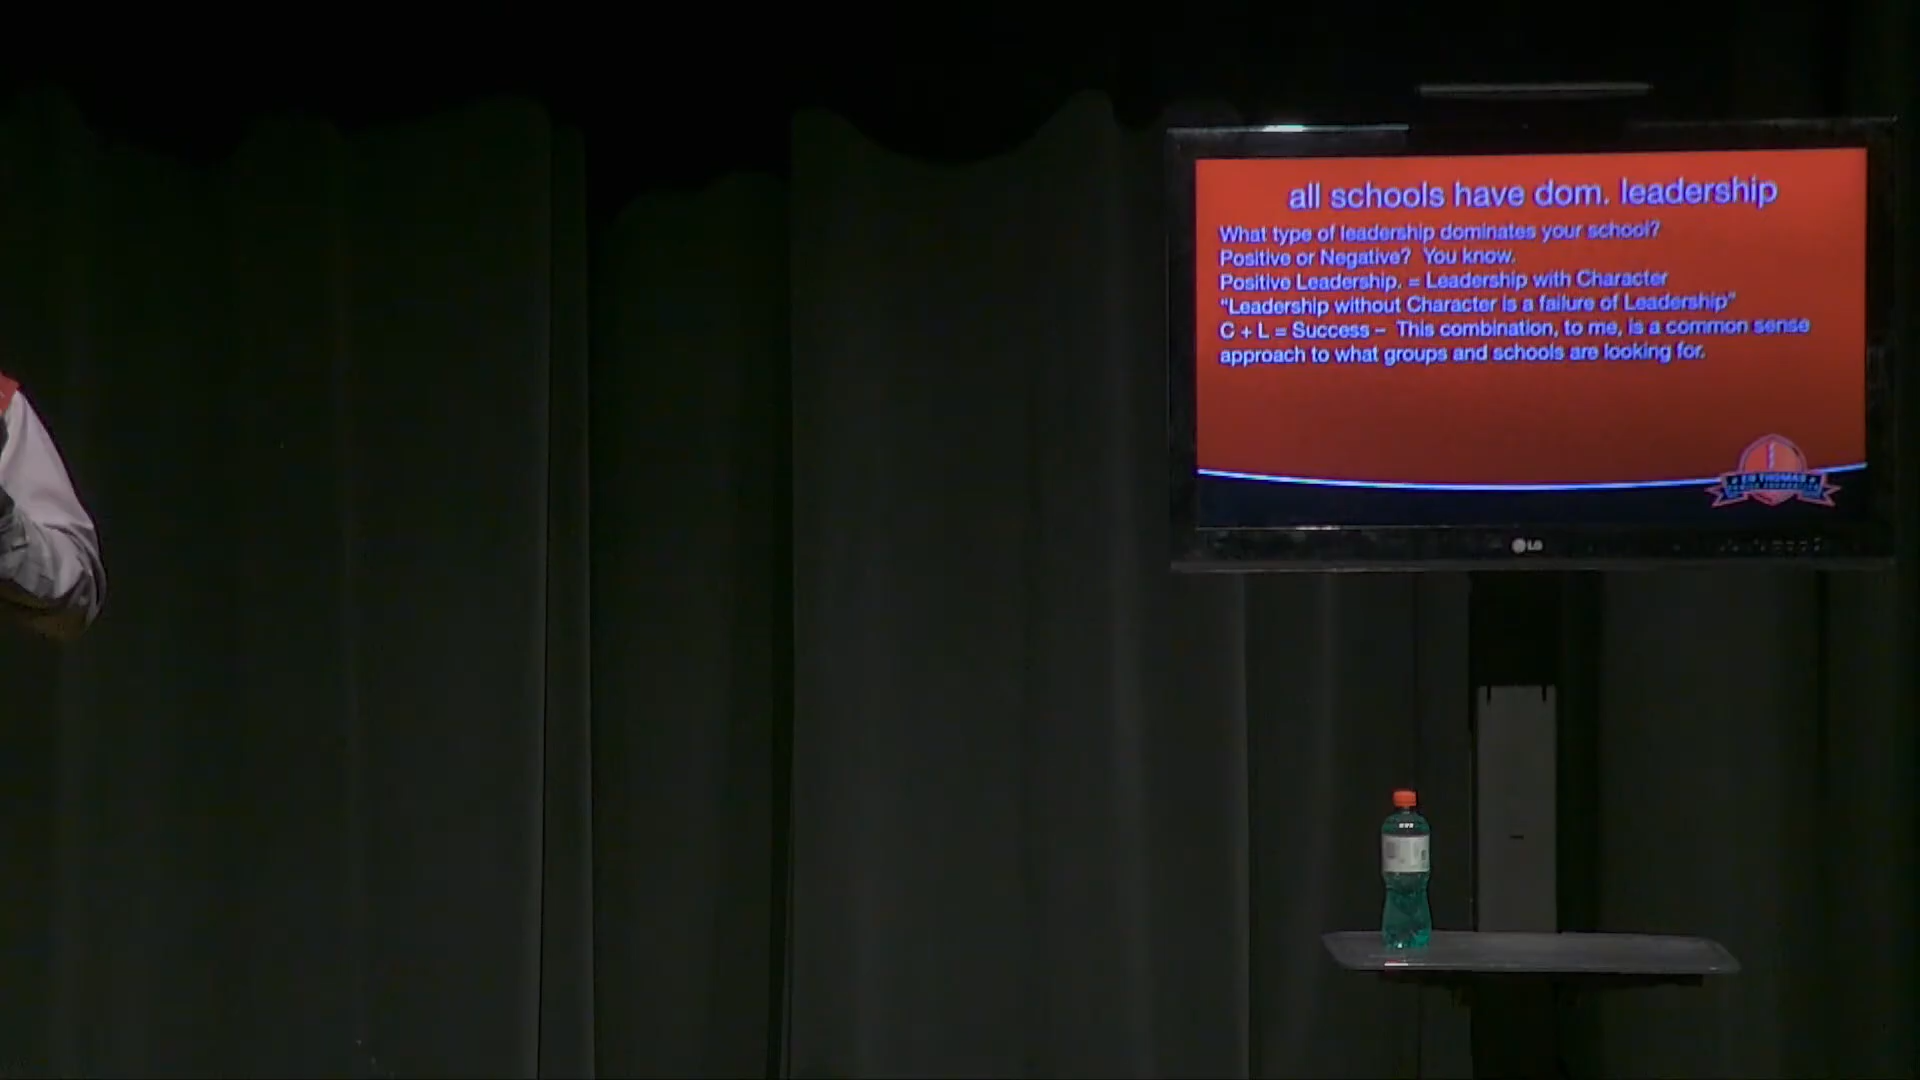 all schools have dom. leadership
What type of leadership dominates your school?
Positive or Negative?  You know.
Positive Leadership. = Leadership with Character
“Leadership without Character is a failure of Leadership”
C + L = Success –  This combination, to me, is a common sense
approach to what groups and schools are looking for.
ED THOMAS
LG